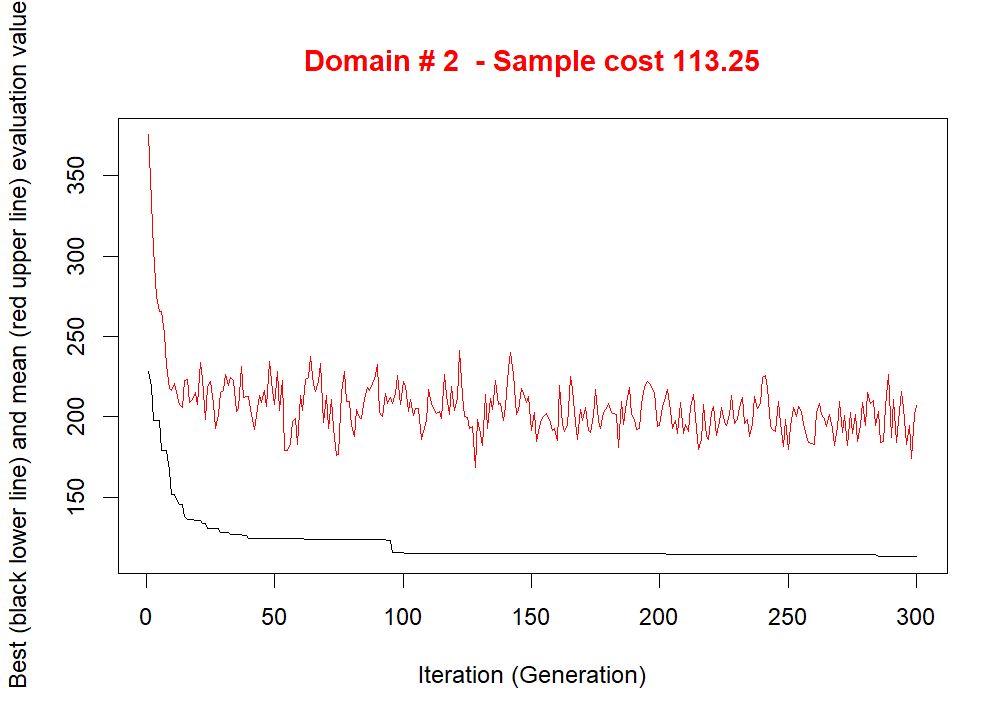 Domain # 2  - Sample cost 113.25
Best (black lower line) and mean (red upper line) evaluation value
350
300
250
200
150
0 50 100 150 200 250 300
Iteration (Generation)